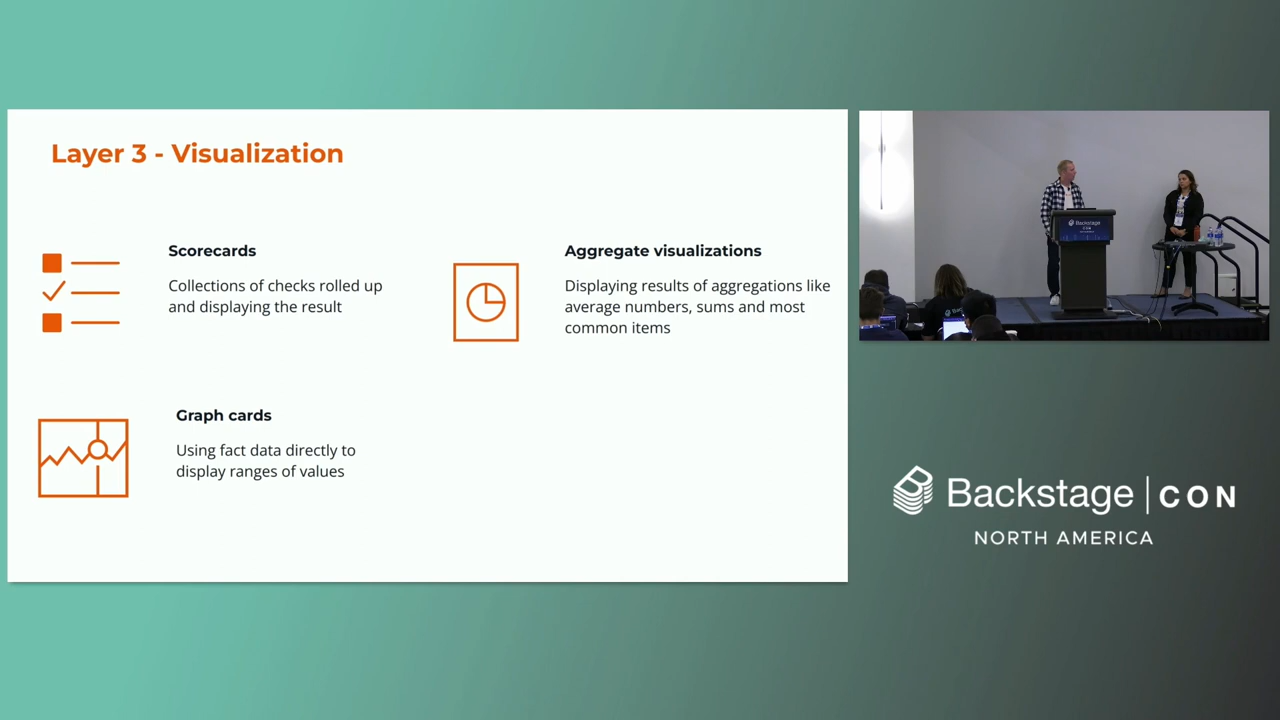 Layer 3 - Visualization
Scorecards
Collections of checks rolled up
and displaying the result
Aggregate visualizations
Displaying results of aggregations like
average numbers, sums and most
common items
Graph cards
Using fact data directly to
display ranges of values
Backstage
CON
Backstage | CON
NORTH AMERICA